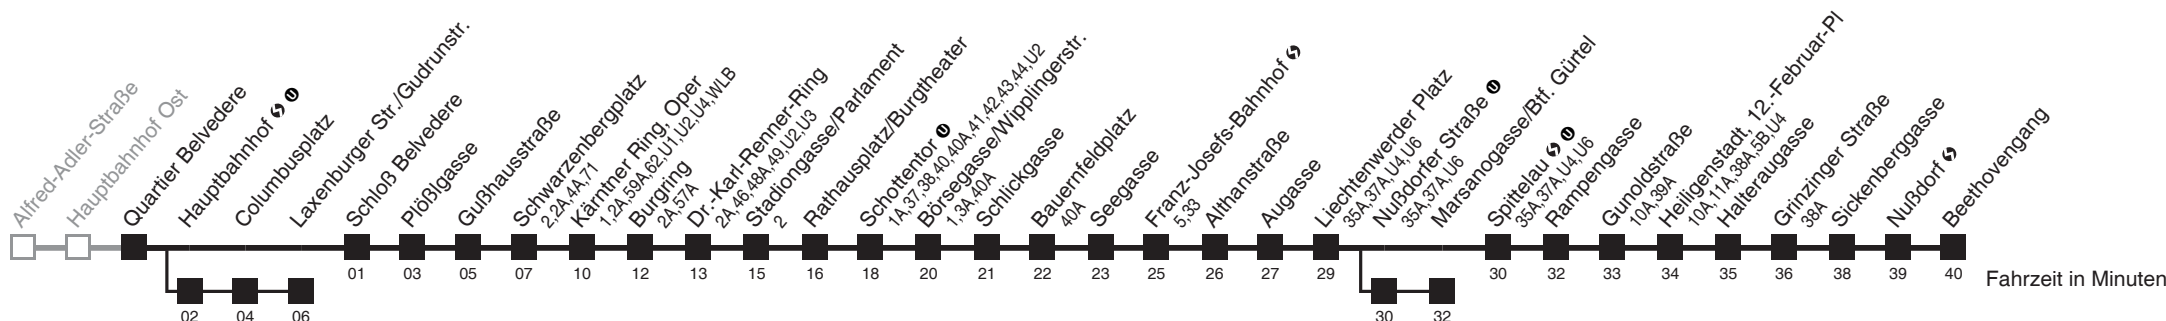 Alfred-Adler-Straße
Hauptbahnhof Ost
Quartier Belvedere
Hauptbahnhof S U
Columbusplatz
Laxenburger Str./Gudrunstr.
Schloß Belvedere
Plößlgasse
Gußhausstraße
Schwarzenbergplatz
2,2A,4A,71
Kärntner Ring, Oper
1,2A,59A,62,U1,U2,U4,WLB
Burgring
2A,57A
Dr.-Karl-Renner-Ring
2A,46,48A,49,U2,U3
Stadiongasse/Parlament
2
Rathausplatz/Burgtheater
Schottentor U
1A,37,38,40,40A,41,42,43,44,U2
Börsegasse/Wipplingerstr.
1,3A,40A
Schlickgasse
Bauernfeldplatz
40A
Seegasse
Franz-Josefs-Bahnhof S
5,33
Althanstraße
Augasse
Liechtenwerder Platz
35A,37A,U4,U6
Nußdorfer Straße U
35A,37A,U6
Marsanogasse/Btf. Gürtel
Spittelau S U
35A,37A,U4,U6
Rampengasse
Gunoldstraße
10A,39A
Heiligenstadt, 12.-Februar-Pl
10A,11A,38A,5B,U4
Halteraugasse
Grinzinger Straße
38A
Sickenberggasse
Nußdorf S
Beethovengang
01 03 05 07 10 12 13 15 16 18 20 21 22 23 25 26 27 29 30 32 33 34 35 36 38 39 40
Fahrzeit in Minuten
02 04 06 30 32